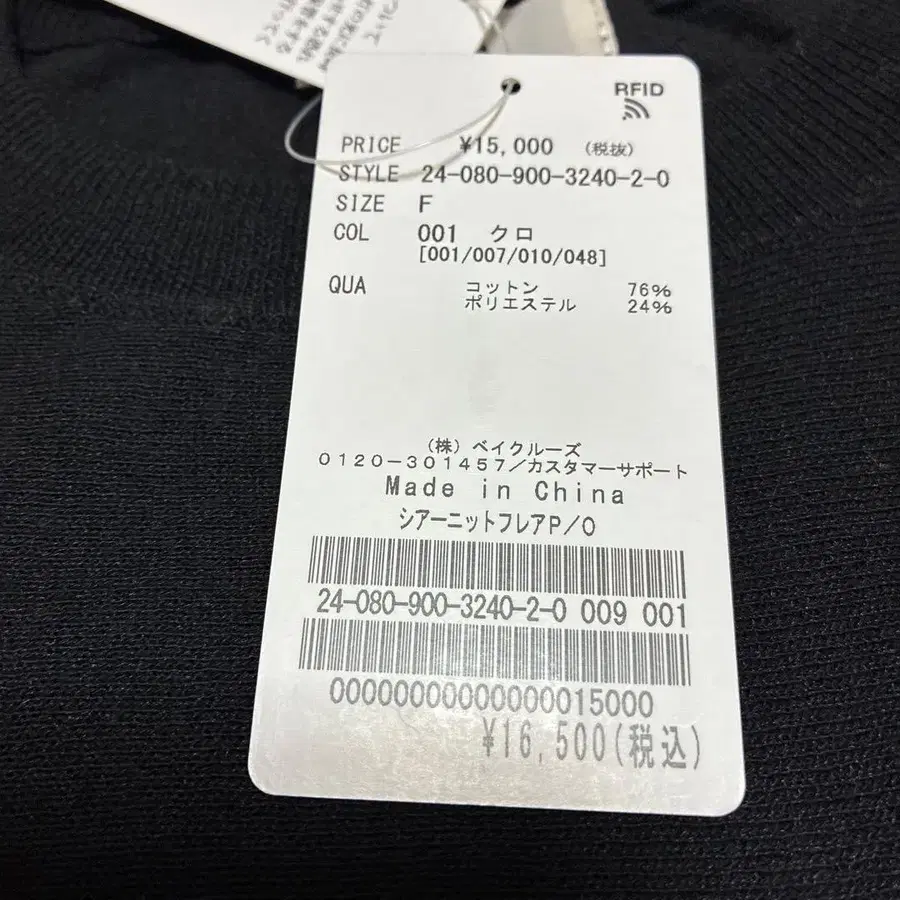 RFID
PRICE ¥15,000 (税抜)
STYLE 24-080-900-3240-2-0
SIZE F
COL 001 クロ
[001/007/010/048]
QUA コットン 76%
ポリエステル 24%
(株)ベイクルーズ
0120-301457/カスタマーサポート
Made in China
シアーニットフレアP/O
24-080-900-3240-2-0 009 001
00000000000000015000
¥16,500(税込)